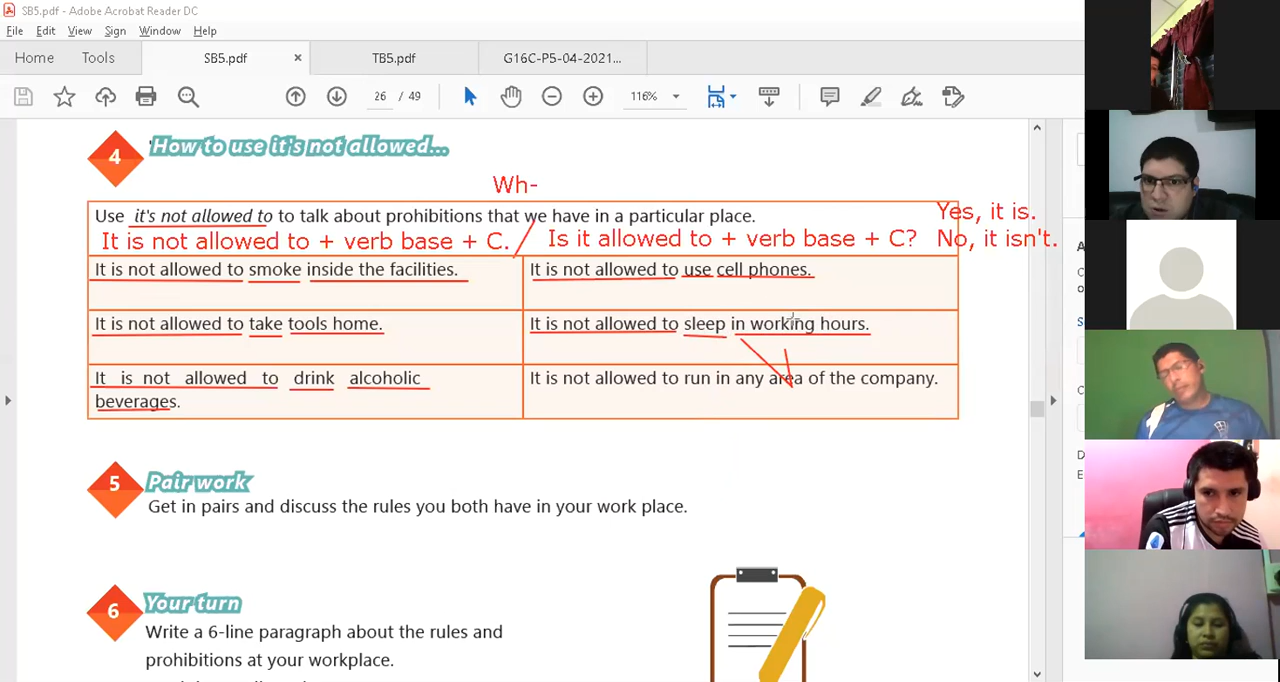 SB5.pdf - Adobe Acrobat Reader DC
File Edit View Sign Window Help
Home Tools SB5.pdf × TB5.pdf G16C-P5-04-2021...
26 / 49 116%
4 How to use it's not allowed...
Wh-
Use it's not allowed to to talk about prohibitions that we have in a particular place.
Yes, it is.
It is not allowed to + verb base + C. / Is it allowed to + verb base + C? No, it isn't.
It is not allowed to smoke inside the facilities. It is not allowed to use cell phones.
It is not allowed to take tools home. It is not allowed to sleep in working hours.
It is not allowed to drink alcoholic
beverages.
It is not allowed to run in any area of the company.
5 Pair work
Get in pairs and discuss the rules you both have in your work place.
6 Your turn
Write a 6-line paragraph about the rules and
prohibitions at your workplace.